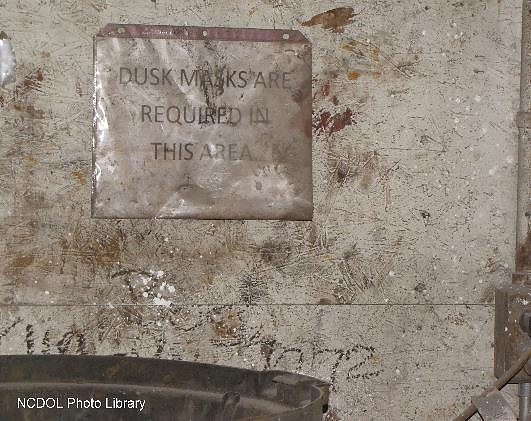 DUSK MASKS ARE
REQUIRED IN
THIS AREA
NCDOL Photo Library